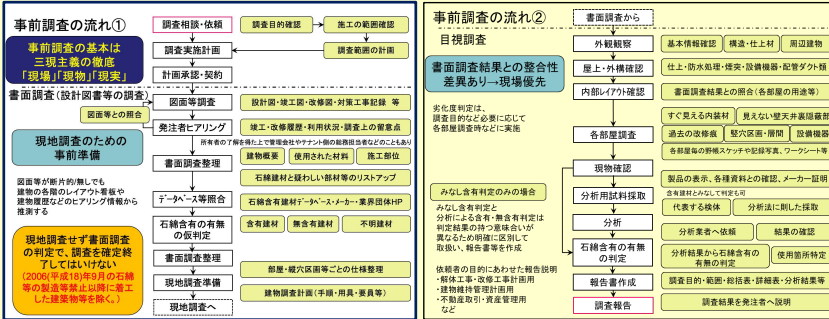 事前調査の流れ①
事前調査の基本は
三現主義の徹底
「現場」「現物」「現実」
調査相談・依頼
調査目的確認
施工の範囲確認
調査実施計画
調査範囲の計画
計画承認・契約
書面調査(設計図書等の調査)
図面等調査
設計図・竣工図・改修図・対策工事記録 等
図面等との照合
発注者ヒアリング
竣工・改修履歴・利用状況・調査上の留意点
所有者の了解を得た上で管理会社やテナント側の総務担当者などのこともあり
現地調査のための
事前準備
書面調査整理
建物概要
使用された材料
施工部位
石綿建材と疑わしい部材等のリストアップ
図面等が断片的/無しでも
建物の各階のレイアウト看板や
建物履歴などのヒアリング情報から
推測する
データベース等照合
石綿含有建材データベース・メーカー・業界団体HP
石綿含有の有無
の仮判定
含有建材
無含有建材
不明建材
現地調査せず書面調査
の判定で、調査を確定終
了してはいけない
(2006(平成18)年9月の石綿
等の製造等禁止以降に着工
した建築物等を除く。)
書面調査整理
部屋・縦穴区画等ごとの仕様整理
現地調査準備
建物調査計画(手順・用具・要員等)
現地調査へ
事前調査の流れ②
書面調査から
目視調査
外観観察
基本情報確認
構造・仕上材
周辺建物
書面調査結果との整合性
差異あり→現場優先
屋上・外構確認
仕上・防水処理・煙突・設備機器・配管ダクト類
内部レイアウト確認
書面調査結果との照合(各部屋の用途等)
劣化度判定は、
調査目的など必要に応じて
各部屋調査時などに実施
各部屋調査
すぐ見える内装材
見えない壁天井裏隠蔽部
過去の改修痕
竪穴区画・層間
設備機器
各部屋毎の野帳スケッチや記録写真、ワークシート等
現物確認
製品の表示、各種資料との確認、メーカー証明
含有建材とみなして判定も可
みなし含有判定のみの場合
分析用試料採取
代表する検体
分析法に則した採取
みなし含有判定と
分析による含有・無含有判定は
判定結果の持つ意味合いが
異なるため明確に区別して
取扱い、報告書等を作成
分析
分析業者へ依頼
結果の確認
石綿含有の有無
の判定
分析結果から石綿含有の
有無の判定
使用箇所特定
依頼者の目的にあわせた報告説明
・解体工事・改修工事計画用
・建物維持管理計画用
・不動産取引・資産管理用
など
報告書作成
調査目的・範囲・総括表・詳細表・分析結果等
調査報告
調査結果を発注者へ説明